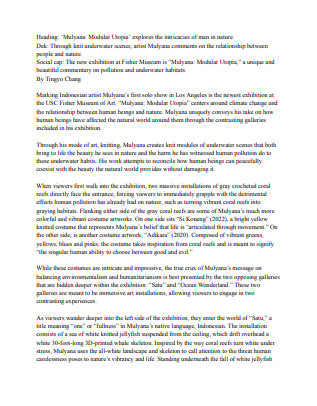 Heading: 'Mulyana: Modular Utopia' explores the intricacies of man in nature.
Dek: Through knit underwater scenes, artist Mulyana comments on the relationship between
people and nature.
Social cap: The new exhibition at Fisher Museum is "Mulyana: Modular Utopia," a unique and
beautiful commentary on pollution and underwater habitats.
By Tingyo Chang
Marking Indonesian artist Mulyana's first solo show in Los Angeles is the newest exhibition at
the USC Fisher Museum of Art. "Mulyana: Modular Utopia" centers around climate change and
the relationship between human beings and nature. Mulyana uniquely conveys his take on how
human beings have affected the natural world around them through the contrasting galleries
included in his exhibition.
Through his mode of art, knitting, Mulyana creates knit modules of underwater scenes that both
bring to life the beauty he sees in nature and the harm he has witnessed human pollution do to
these underwater habits. His work attempts to reconcile how human beings can peacefully
coexist with the beauty the natural world provides without damaging it.
When viewers first walk into the exhibition, two massive installations of gray crocheted coral
reefs directly face the entrance, forcing viewers to immediately grapple with the detrimental
effects human pollution has already had on nature, such as turning vibrant coral reefs into
graying habitats. Flanking either side of the gray coral reefs are some of Mulyana's much more
colorful and vibrant costume artworks. On one side sits "Si Koneng" (2022), a bright yellow
knitted costume that represents Mulyana's belief that life is "articulated through movement." On
the other side, is another costume artwork, "Adikara" (2020). Composed of vibrant greens,
yellows, blues and pinks, the costume takes inspiration from coral reefs and is meant to signify
"the singular human ability to choose between good and evil."
While these costumes are intricate and impressive, the true crux of Mulyana's message on
balancing environmentalism and humanitarianism is best presented by the two opposing galleries
that are hidden deeper within the exhibition: "Satu" and "Ocean Wonderland." These two
galleries are meant to be immersive art installations, allowing viewers to engage in two
contrasting experiences.
As viewers wander deeper into the left side of the exhibition, they enter the world of "Satu," a
title meaning "one" or "fullness" in Mulyana's native language, Indonesian. The installation
consists of a sea of white knitted jellyfish suspended from the ceiling, which drift overhead a
white 30-foot-long 3D-printed whale skeleton. Inspired by the way coral reefs turn white under
stress, Mulyana uses the all-white landscape and skeleton to call attention to the threat human
carelessness poses to nature's vibrancy and life. Standing underneath the fall of white jellyfish